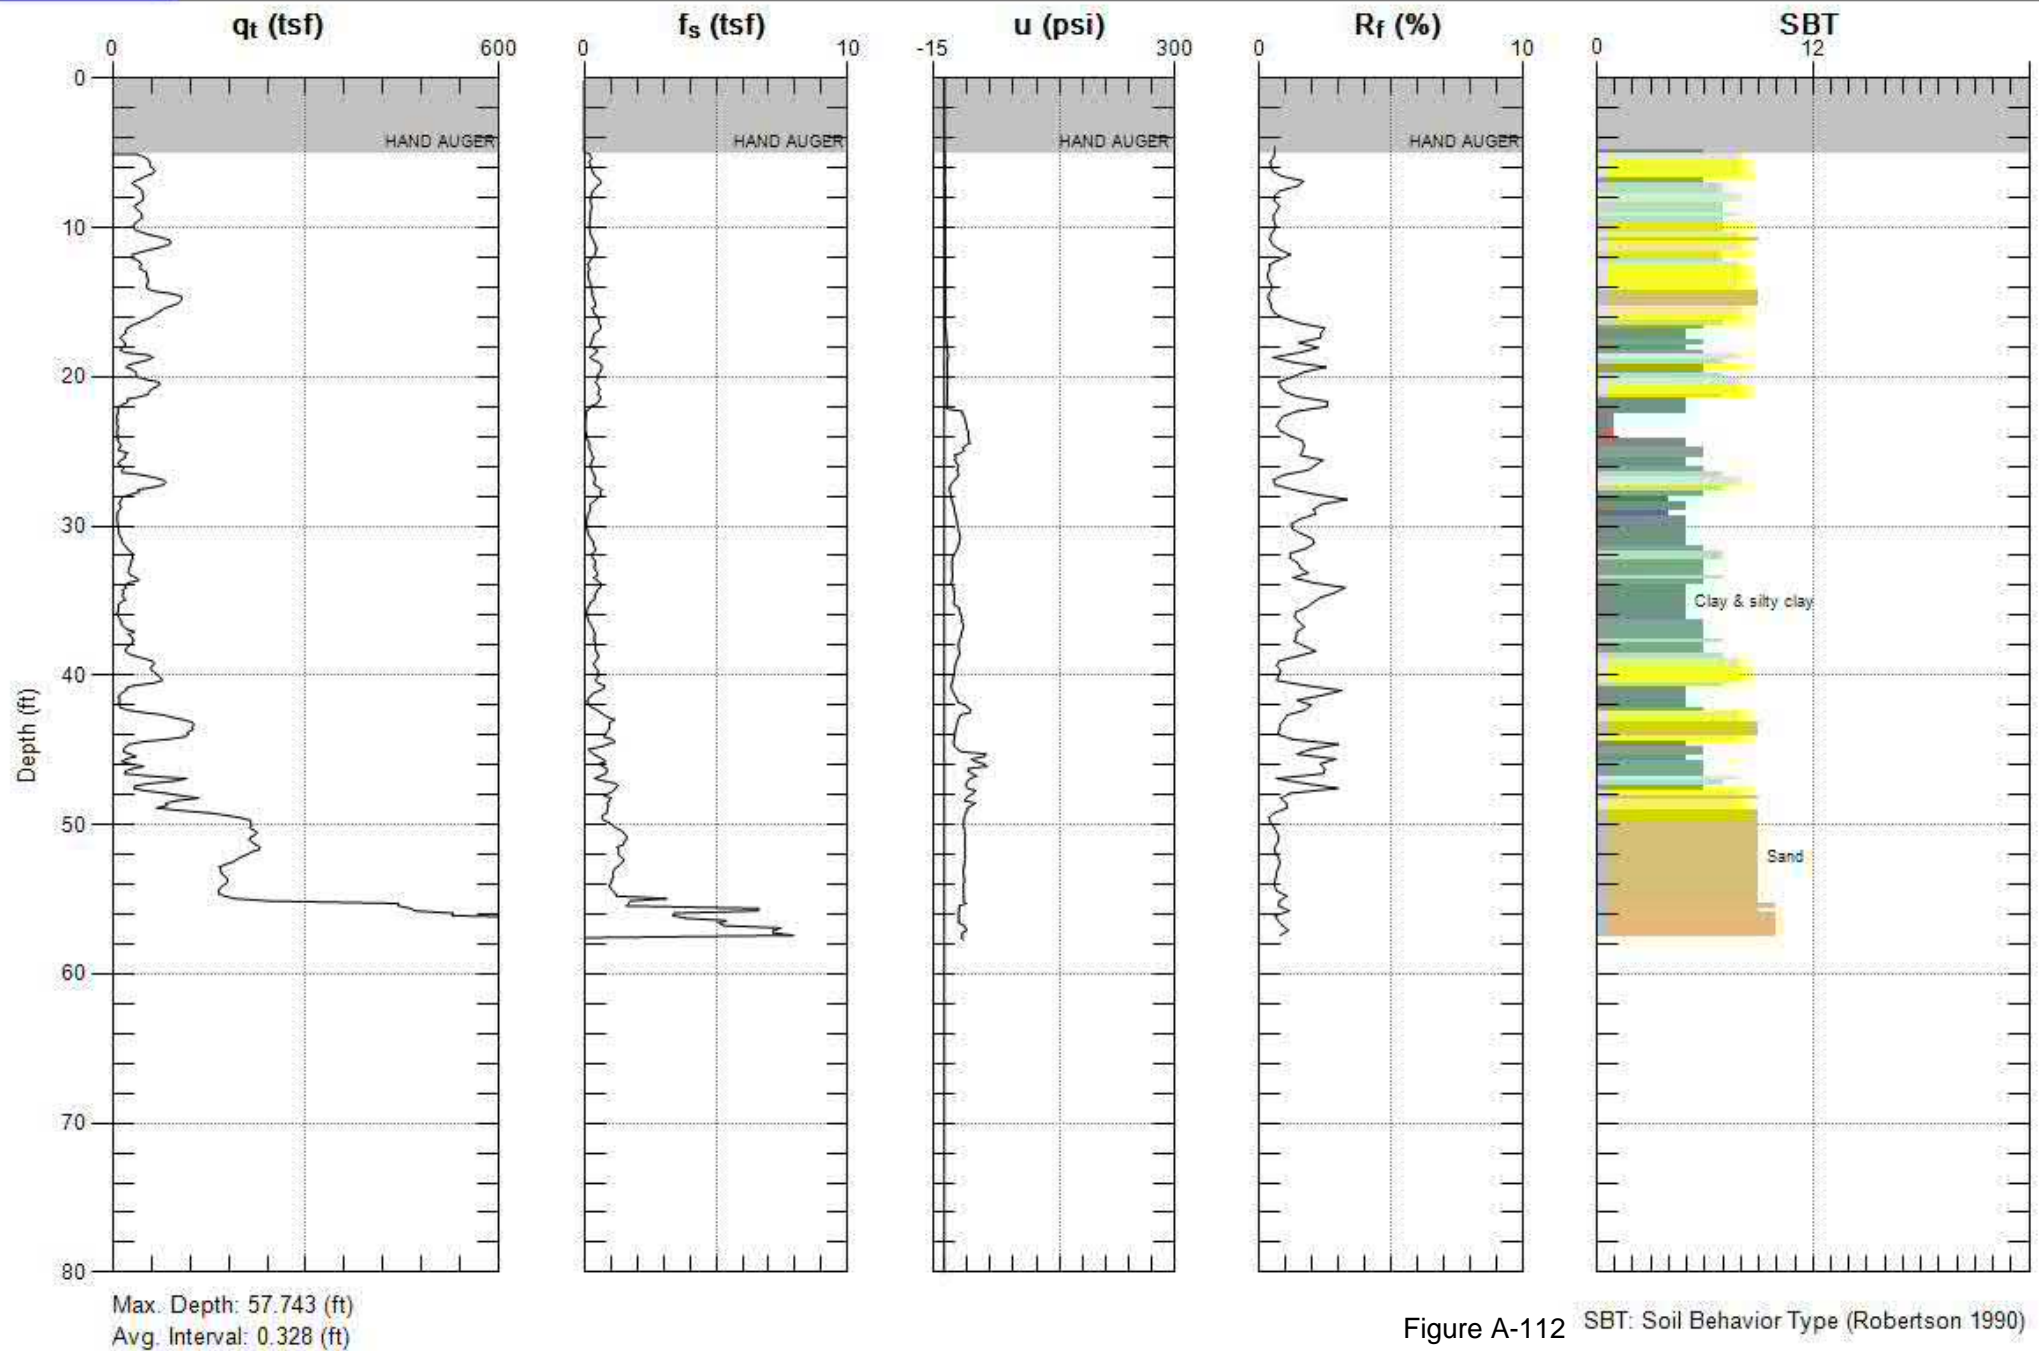 qt (tsf) fs (tsf) u (psi) Rf (%) SBT
0 600 0 10 -15 300 0 10 0 12
0
HAND AUGER HAND AUGER HAND AUGER HAND AUGER
10
20
30
Clay & silty clay
40
Depth (ft)
50
Sand
60
70
80
Max. Depth: 57.743 (ft)
Avg. Interval: 0.328 (ft)
Figure A-112 SBT: Soil Behavior Type (Robertson 1990)